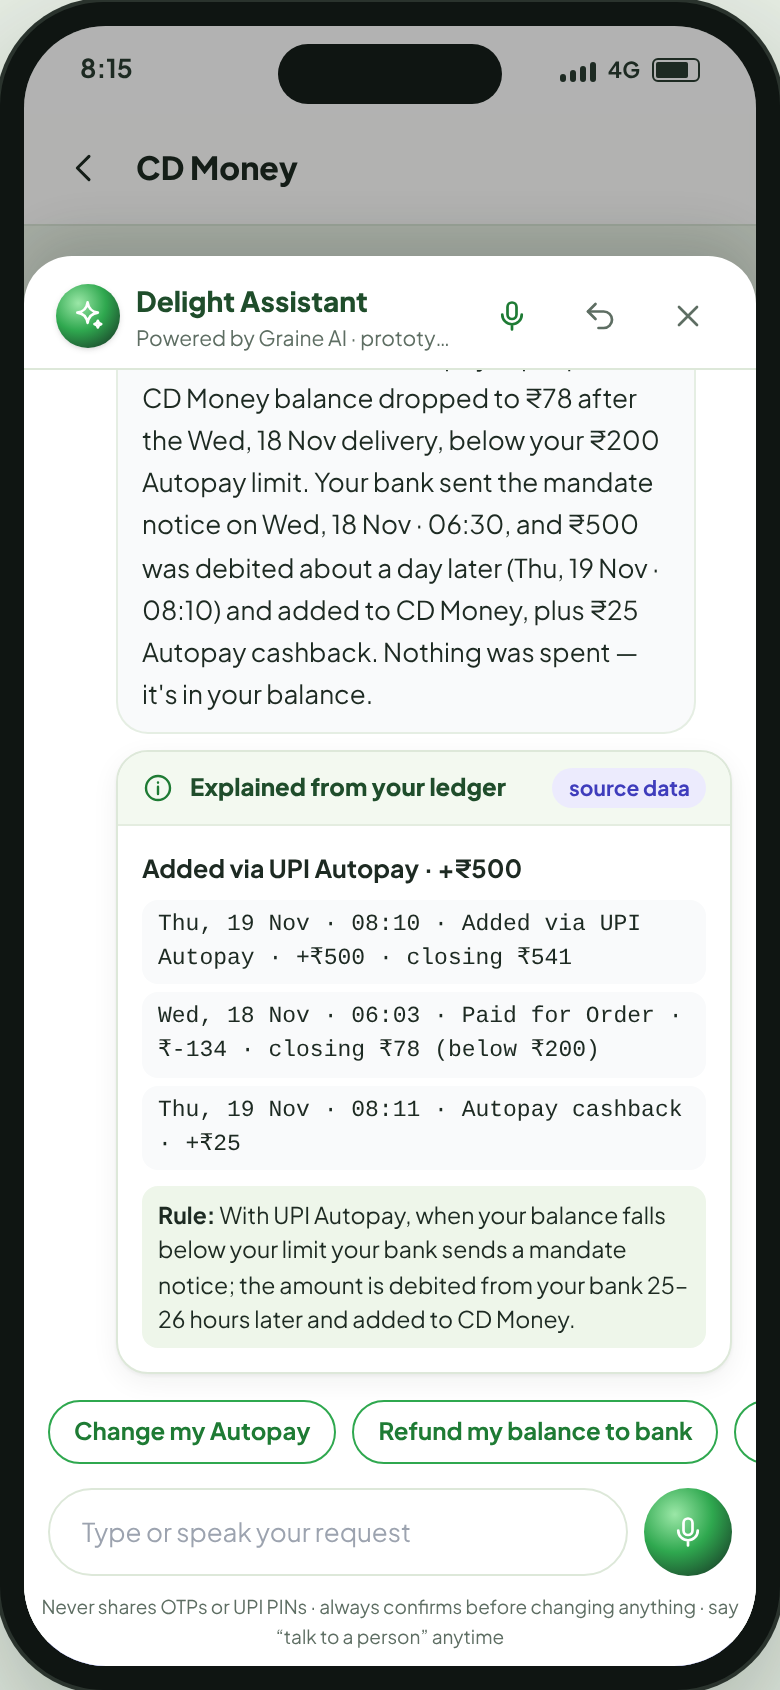 8:15
4G
CD Money
Delight Assistant
Powered by Graine AI · prototy...
CD Money balance dropped to ₹78 after
the Wed, 18 Nov delivery, below your ₹200
Autopay limit. Your bank sent the mandate
notice on Wed, 18 Nov · 06:30, and ₹500
was debited about a day later (Thu, 19 Nov ·
08:10) and added to CD Money, plus ₹25
Autopay cashback. Nothing was spent —
it's in your balance.
Explained from your ledger
source data
Added via UPI Autopay · +₹500
Thu, 19 Nov · 08:10 · Added via UPI
Autopay · +₹500 · closing ₹541
Wed, 18 Nov · 06:03 · Paid for Order ·
₹-134 · closing ₹78 (below ₹200)
Thu, 19 Nov · 08:11 · Autopay cashback
· +₹25
Rule: With UPI Autopay, when your balance falls
below your limit your bank sends a mandate
notice; the amount is debited from your bank 25–
26 hours later and added to CD Money.
Change my Autopay
Refund my balance to bank
Type or speak your request
Never shares OTPs or UPI PINs · always confirms before changing anything · say
“talk to a person” anytime